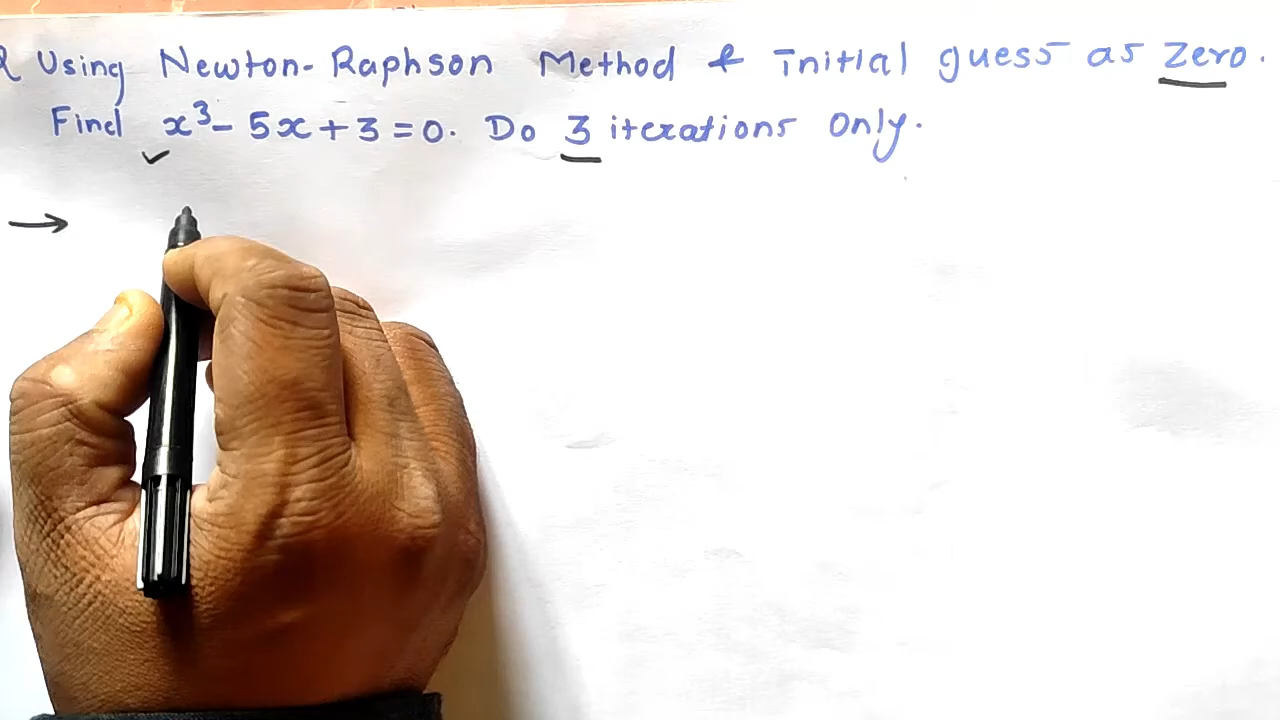 Q Using Newton-Raphson Method & initial guess as zero.
Find x³ - 5x + 3 = 0. Do 3 iterations only.